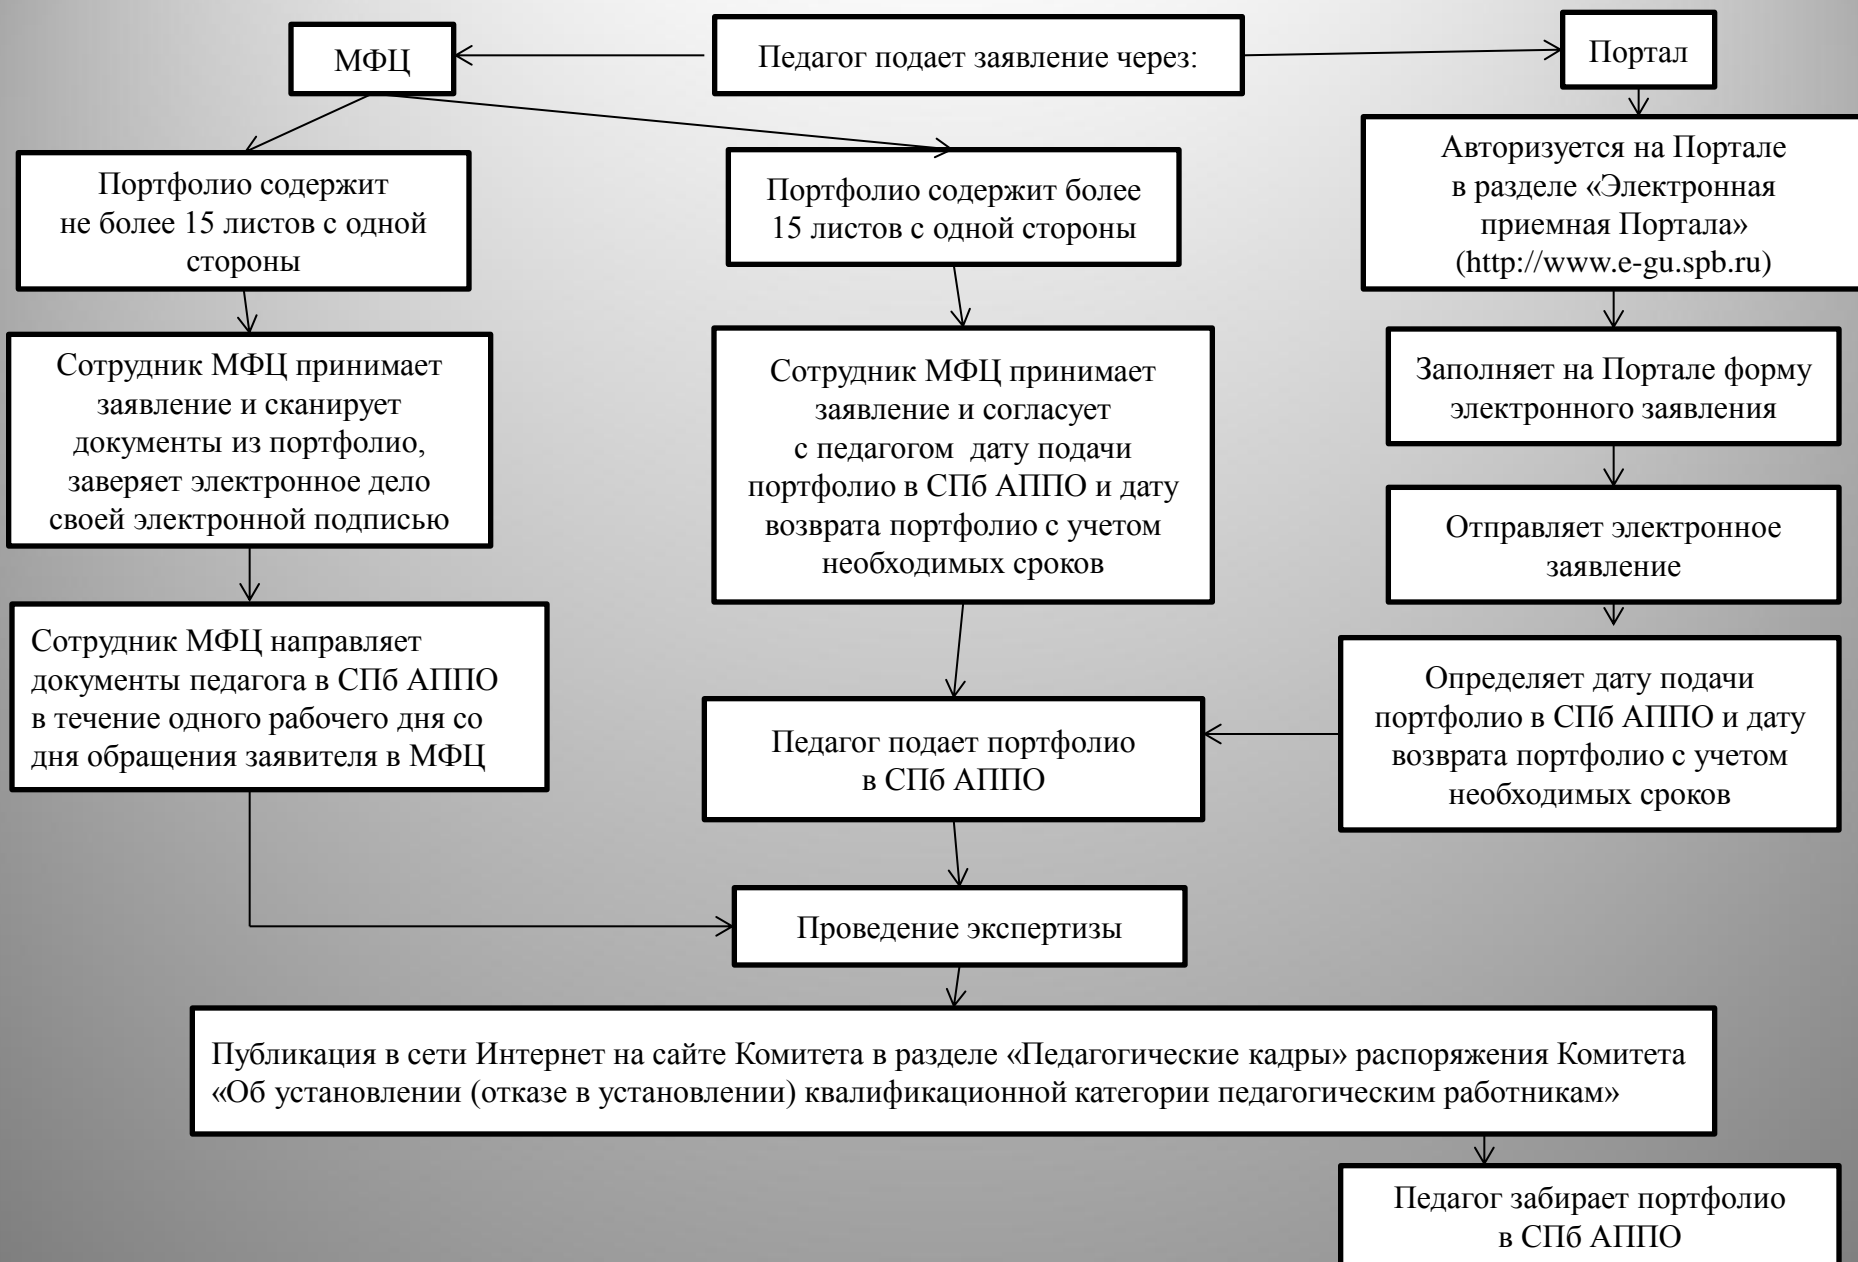 МФЦ
Педагог подает заявление через:
Портал
Портфолио содержит
не более 15 листов с одной
стороны
Портфолио содержит более
15 листов с одной стороны
Авторизуется на Портале
в разделе «Электронная
приемная Портала»
(http://www.e-gu.spb.ru)
Сотрудник МФЦ принимает
заявление и сканирует
документы из портфолио,
заверяет электронное дело
своей электронной подписью
Сотрудник МФЦ принимает
заявление и согласует
с педагогом дату подачи
портфолио в СПб АППО и дату
возврата портфолио с учетом
необходимых сроков
Заполняет на Портале форму
электронного заявления
Отправляет электронное
заявление
Сотрудник МФЦ направляет
документы педагога в СПб АППО
в течение одного рабочего дня со
дня обращения заявителя в МФЦ
Педагог подает портфолио
в СПб АППО
Определяет дату подачи
портфолио в СПб АППО и дату
возврата портфолио с учетом
необходимых сроков
Проведение экспертизы
Публикация в сети Интернет на сайте Комитета в разделе «Педагогические кадры» распоряжения Комитета
«Об установлении (отказе в установлении) квалификационной категории педагогическим работникам»
Педагог забирает портфолио
в СПб АППО